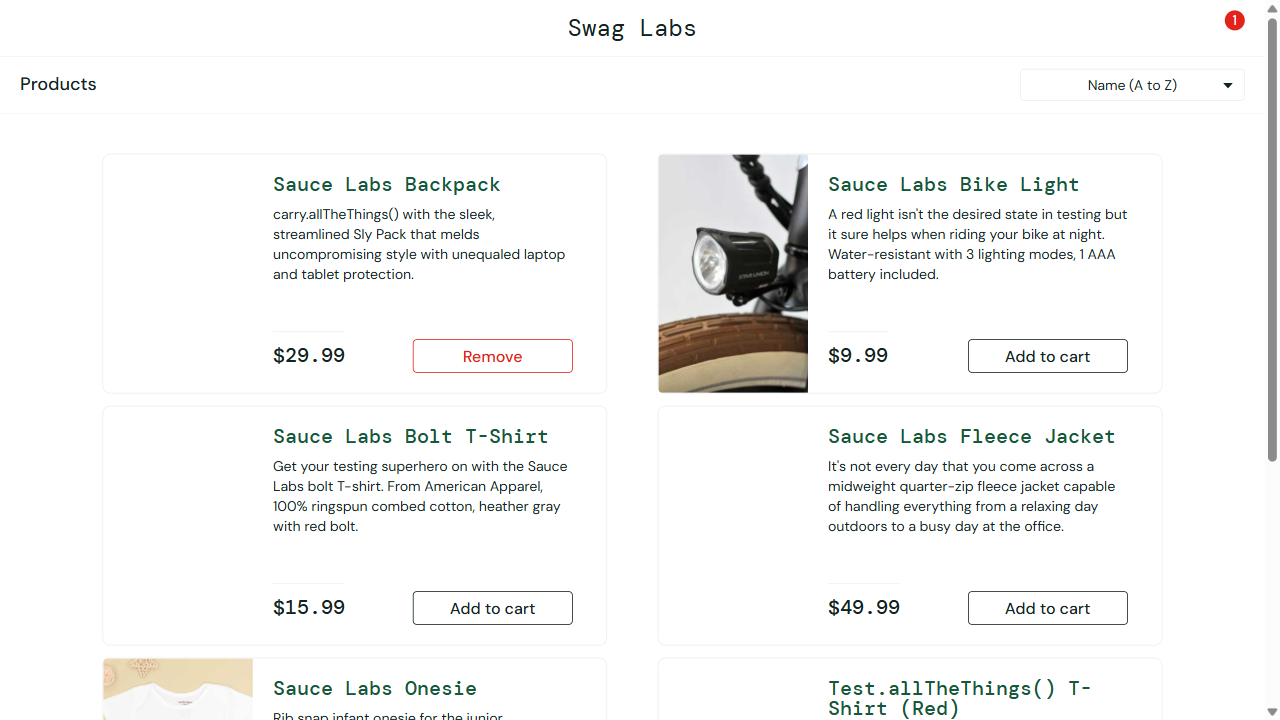 Swag Labs
1
Products
Name (A to Z)
Sauce Labs Backpack
carry.allTheThings() with the sleek,
streamlined Sly Pack that melds
uncompromising style with unequaled laptop
and tablet protection.
$29.99
Remove
Sauce Labs Bike Light
A red light isn't the desired state in testing but
it sure helps when riding your bike at night.
Water-resistant with 3 lighting modes, 1 AAA
battery included.
$9.99
Add to cart
Sauce Labs Bolt T-Shirt
Get your testing superhero on with the Sauce
Labs bolt T-shirt. From American Apparel,
100% ringspun combed cotton, heather gray
with red bolt.
$15.99
Add to cart
Sauce Labs Fleece Jacket
It's not every day that you come across a
midweight quarter-zip fleece jacket capable
of handling everything from a relaxing day
outdoors to a busy day at the office.
$49.99
Add to cart
Sauce Labs Onesie
Rib snap infant onesie for the junior
Test.allTheThings() T-
Shirt (Red)